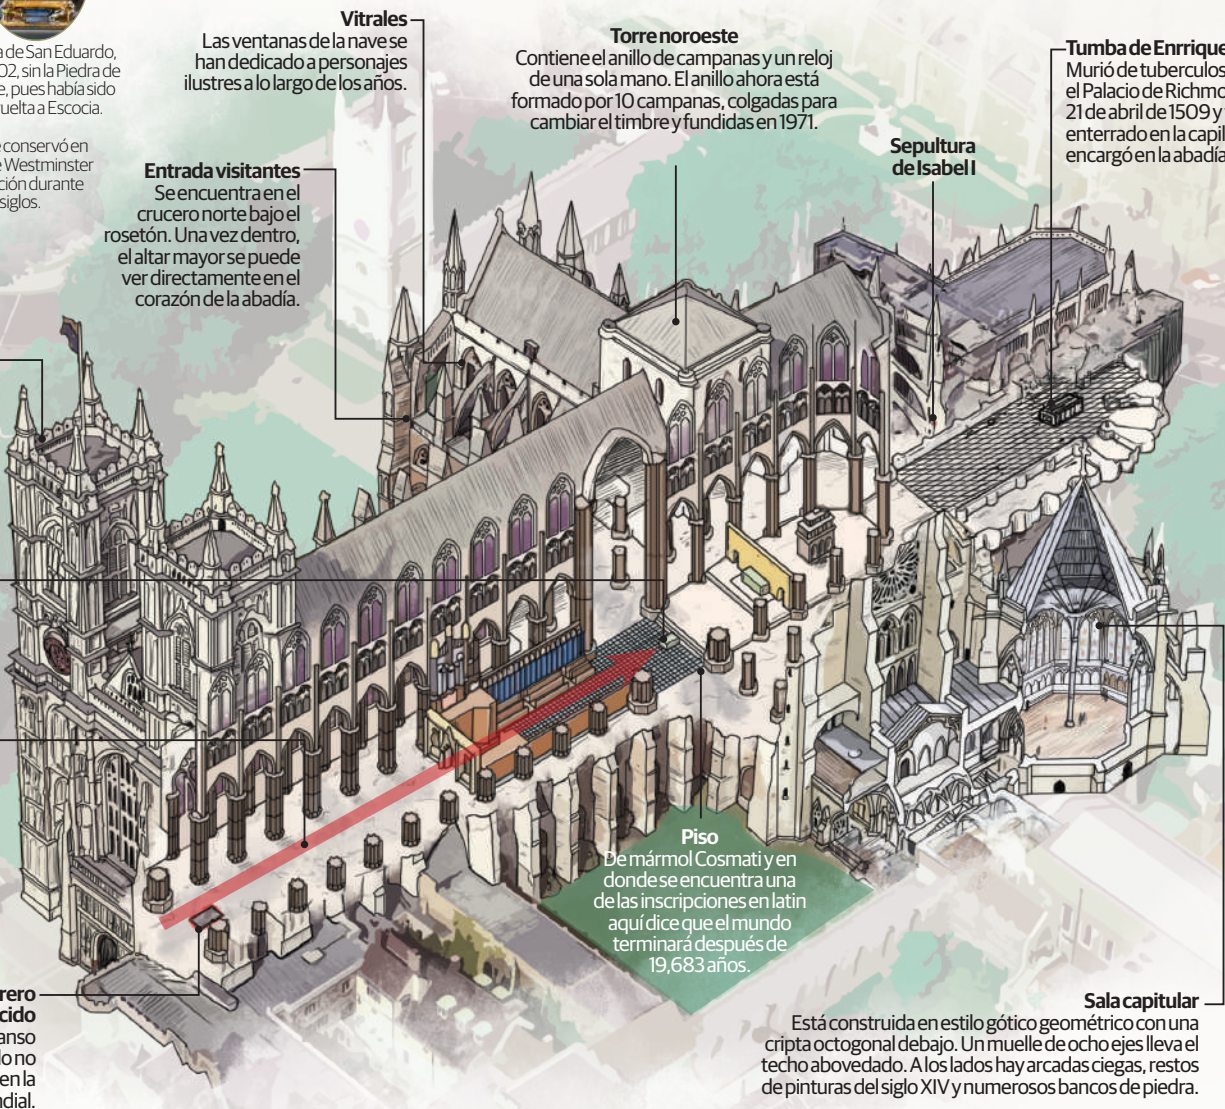 a de San Eduardo,
02, sin la Piedra de
e, pues había sido
uelta a Escocia.
e conservó en
e Westminster
ción durante
siglos.
Vitrales
Las ventanas de la nave se
han dedicado a personajes
ilustres a lo largo de los años.
Entrada visitantes
Se encuentra en el
crucero norte bajo el
rosetón. Una vez dentro,
el altar mayor se puede
ver directamente en el
corazón de la abadía.
Torre noroeste
Contiene el anillo de campanas y un reloj
de una sola mano. El anillo ahora está
formado por 10 campanas, colgadas para
cambiar el timbre y fundidas en 1971.
Sepultura
de Isabel I
Tumba de Enrrique
Murió de tuberculos
el Palacio de Richmo
21 de abril de 1509 y
enterrado en la capil
encargó en la abadía
Piso
De mármol Cosmati y en
donde se encuentra una
de las inscripciones en latin
aquí dice que el mundo
terminará después de
19,683 años.
rero
cido
anso
do no
en la
ndial.
Sala capitular
Está construida en estilo gótico geométrico con una
cripta octogonal debajo. Un muelle de ocho ejes lleva el
techo abovedado. A los lados hay arcadas ciegas, restos
de pinturas del siglo XIV y numerosos bancos de piedra.